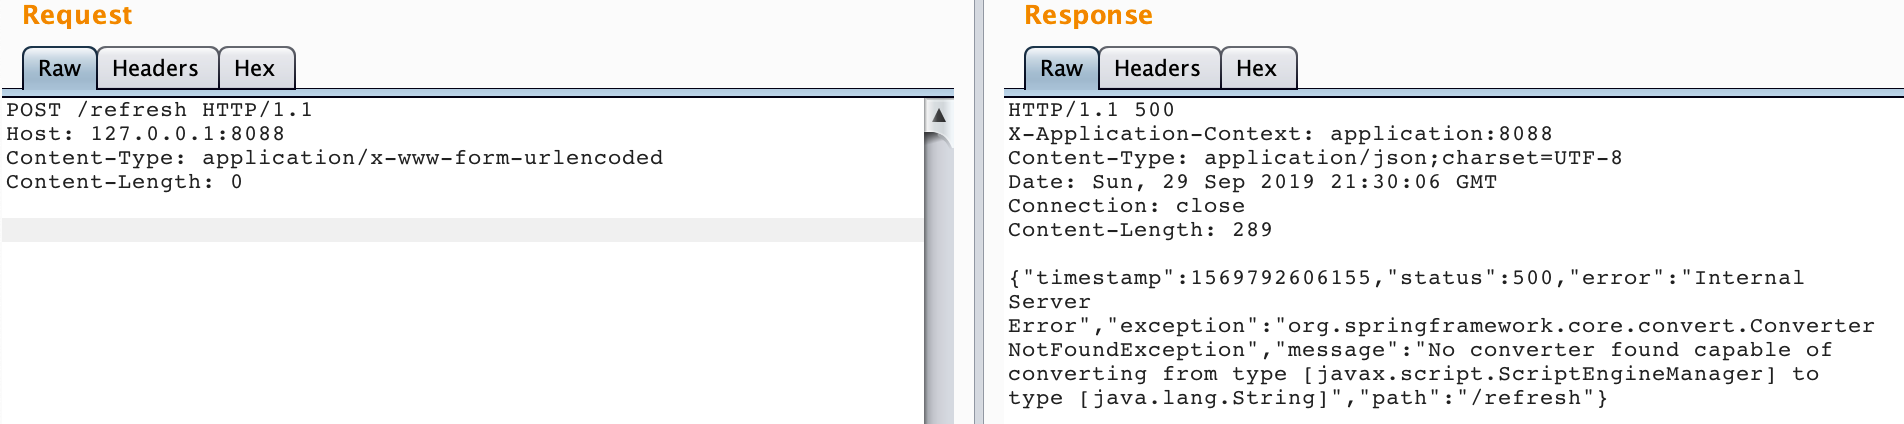 Request
Raw Headers Hex
POST /refresh HTTP/1.1
Host: 127.0.0.1:8088
Content-Type: application/x-www-form-urlencoded
Content-Length: 0
Response
Raw Headers Hex
HTTP/1.1 500
X-Application-Context: application:8088
Content-Type: application/json;charset=UTF-8
Date: Sun, 29 Sep 2019 21:30:06 GMT
Connection: close
Content-Length: 289
{"timestamp":1569792606155,"status":500,"error":"Internal
Server
Error","exception":"org.springframework.core.convert.Converter
NotFoundException","message":"No converter found capable of
converting from type [javax.script.ScriptEngineManager] to
type [java.lang.String]","path":"/refresh"}